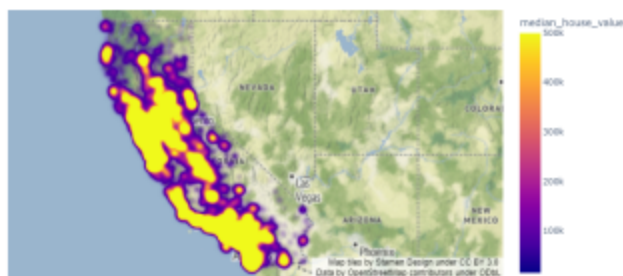 median_house_value
500k
400k
300k
200k
100k
NEVADA
UTAH
COLORA
Las
Vegas
ARIZONA
NEW
MEXICO
Phoenix
Map tiles by Stamen Design under CC BY 3.0
Data by OpenStreetMap contributors under ODbL